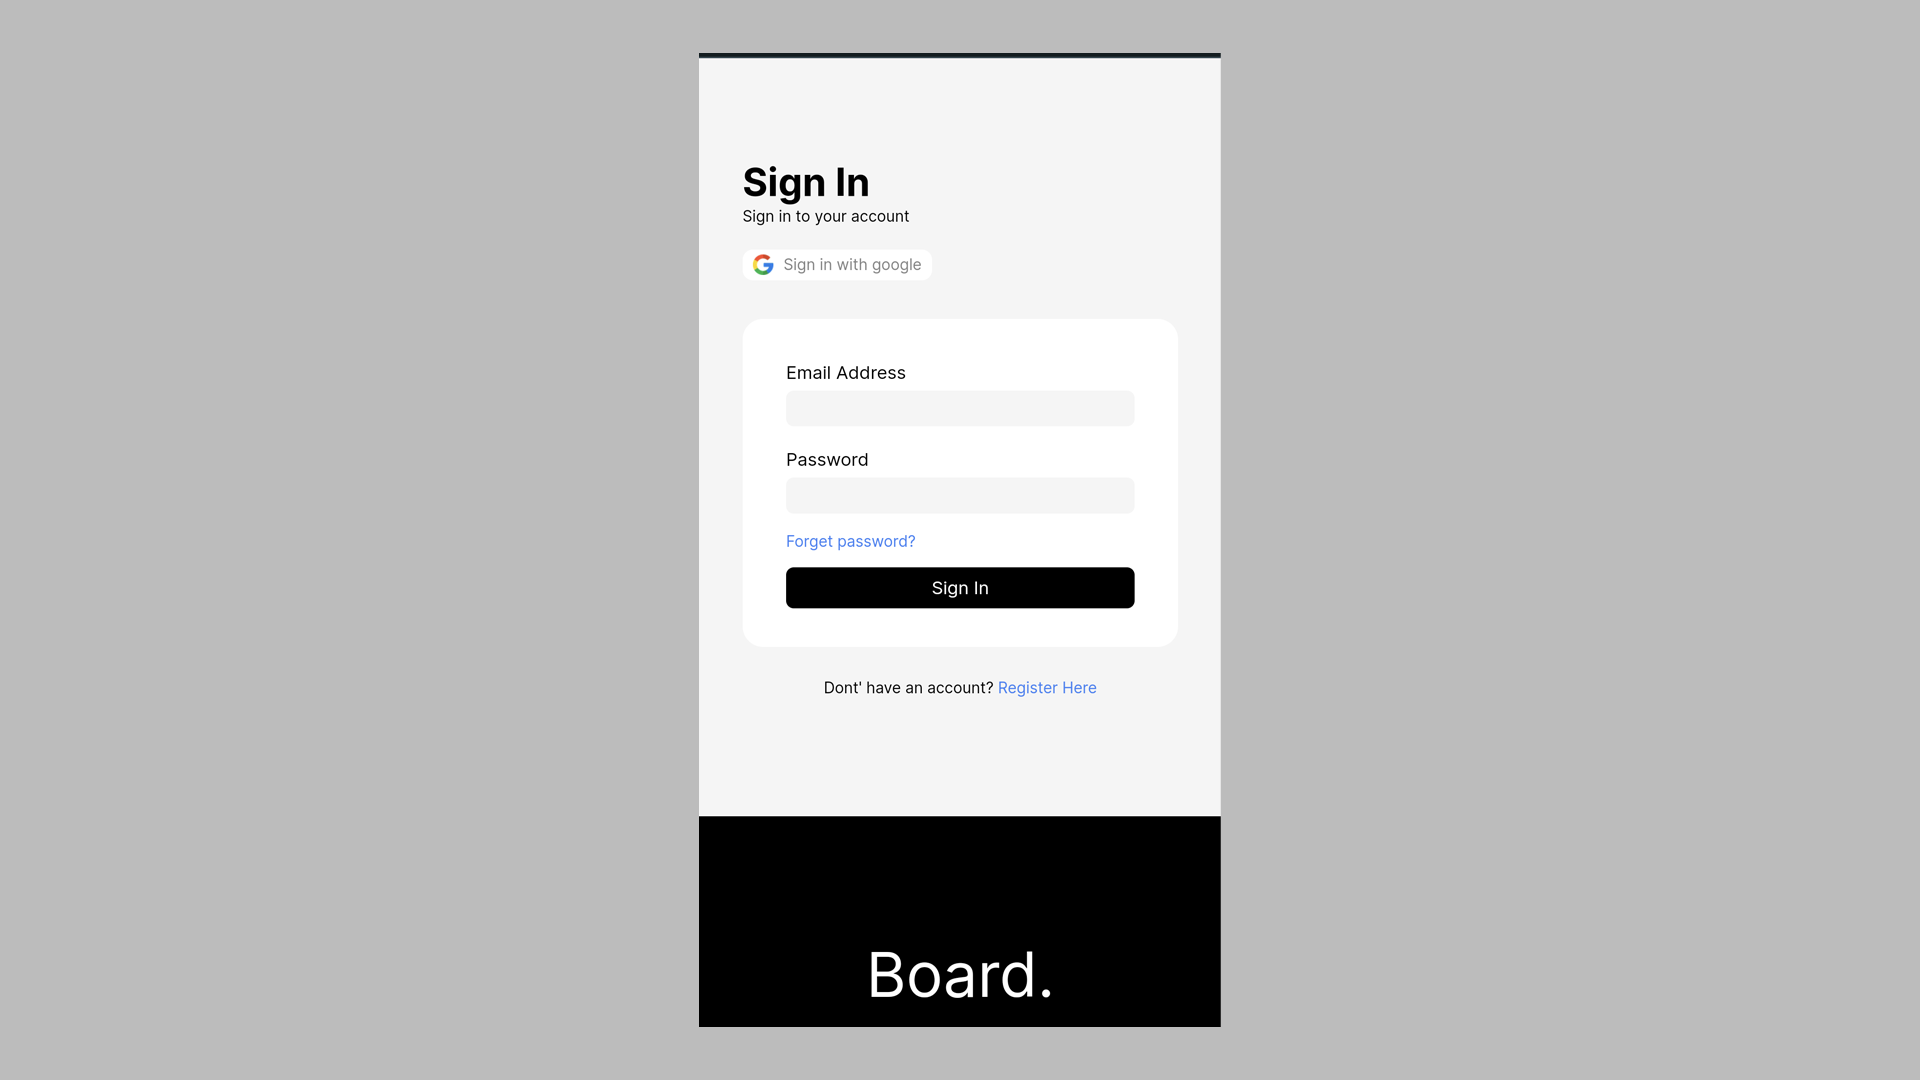 Sign In
Sign in to your account
Sign in with google
Email Address
Password
Forget password?
Sign In
Dont' have an account? Register Here
Board.